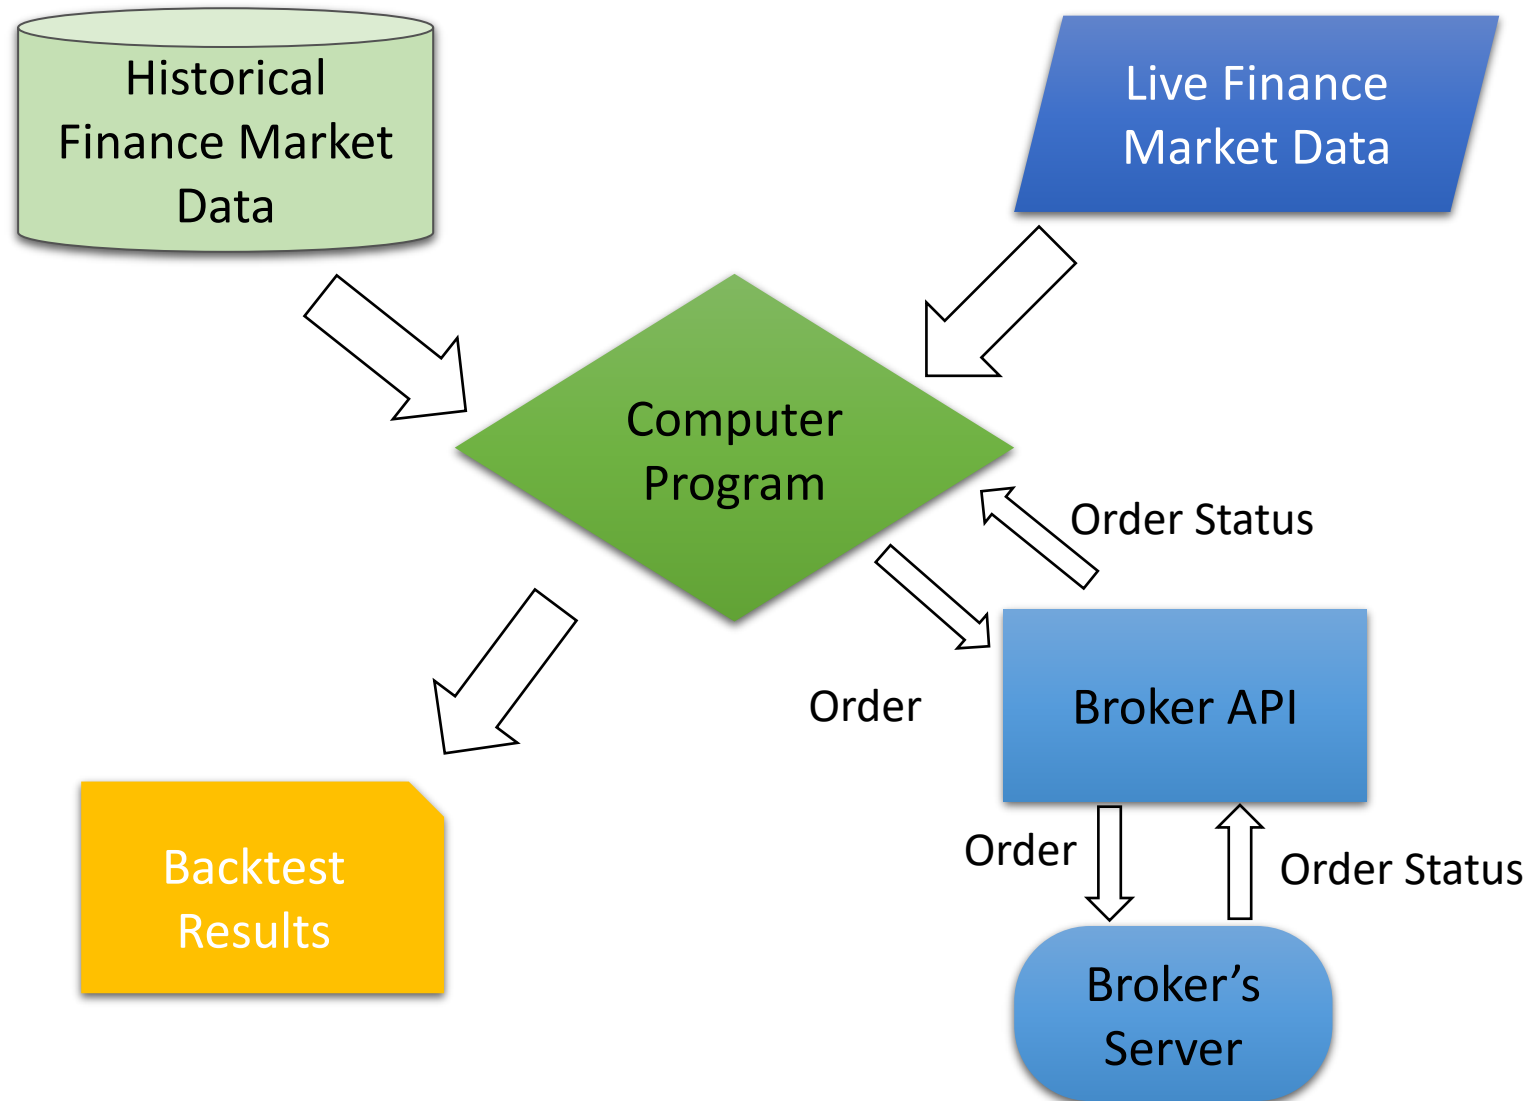 Historical
Finance Market
Data
Live Finance
Market Data
Computer
Program
Order Status
Order
Broker API
Order
Order Status
Backtest
Results
Broker’s
Server